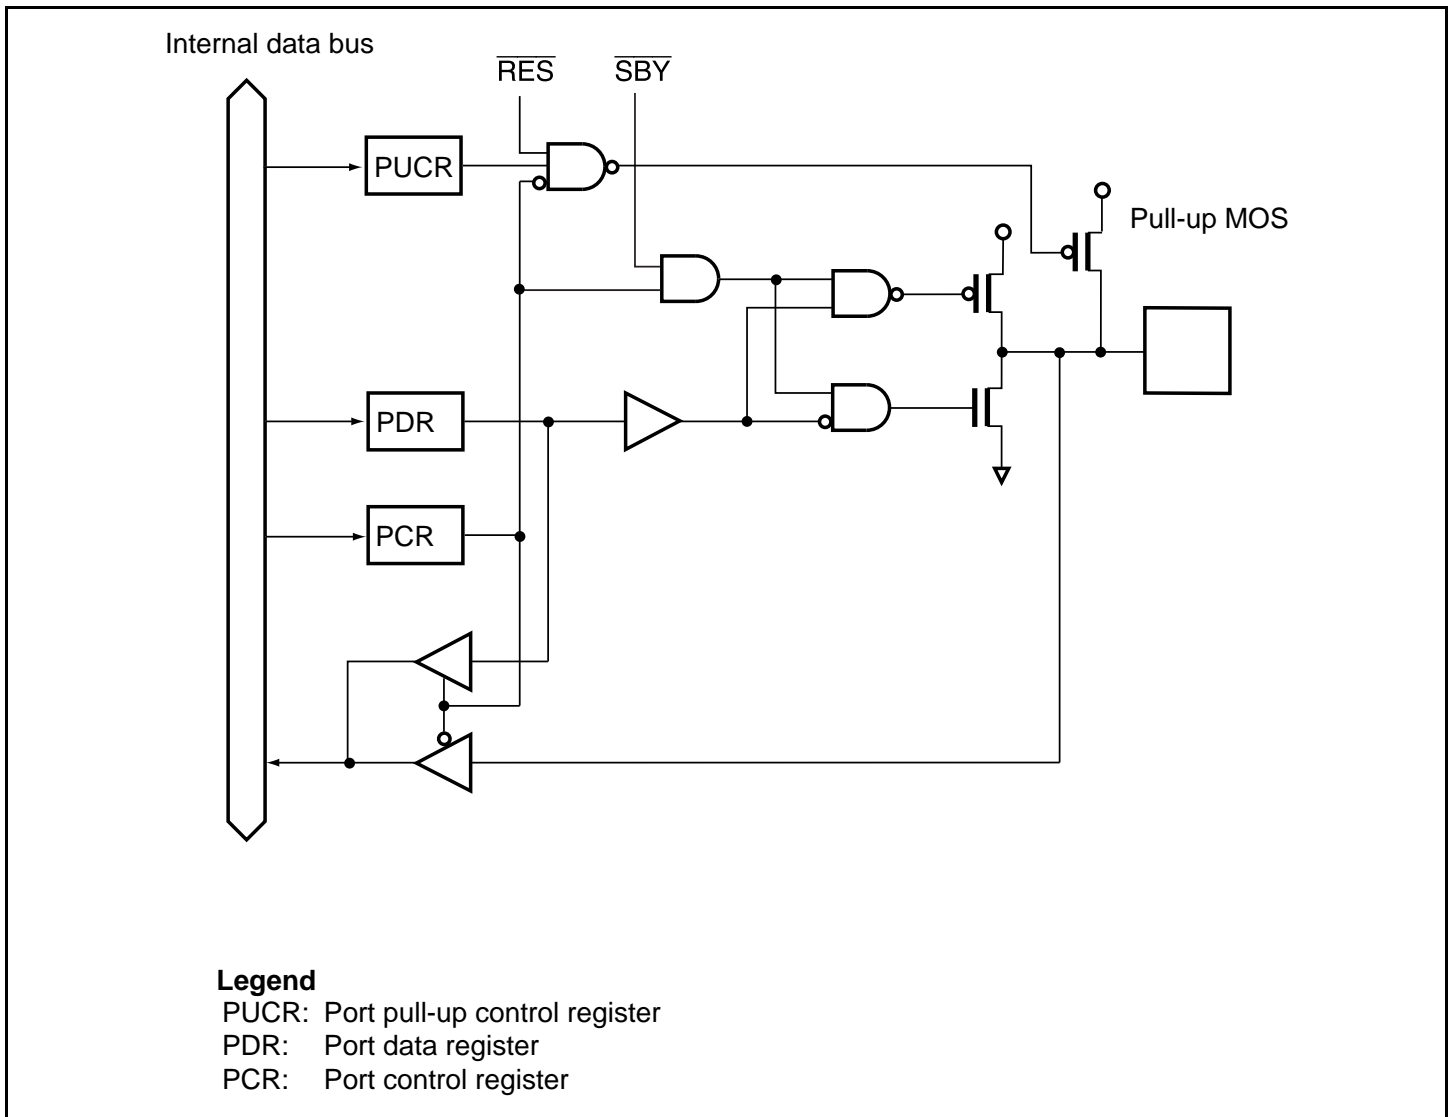 Internal data bus
RES
SBY
PUCR
Pull-up MOS
PDR
PCR
Legend
PUCR: Port pull-up control register
PDR: Port data register
PCR: Port control register